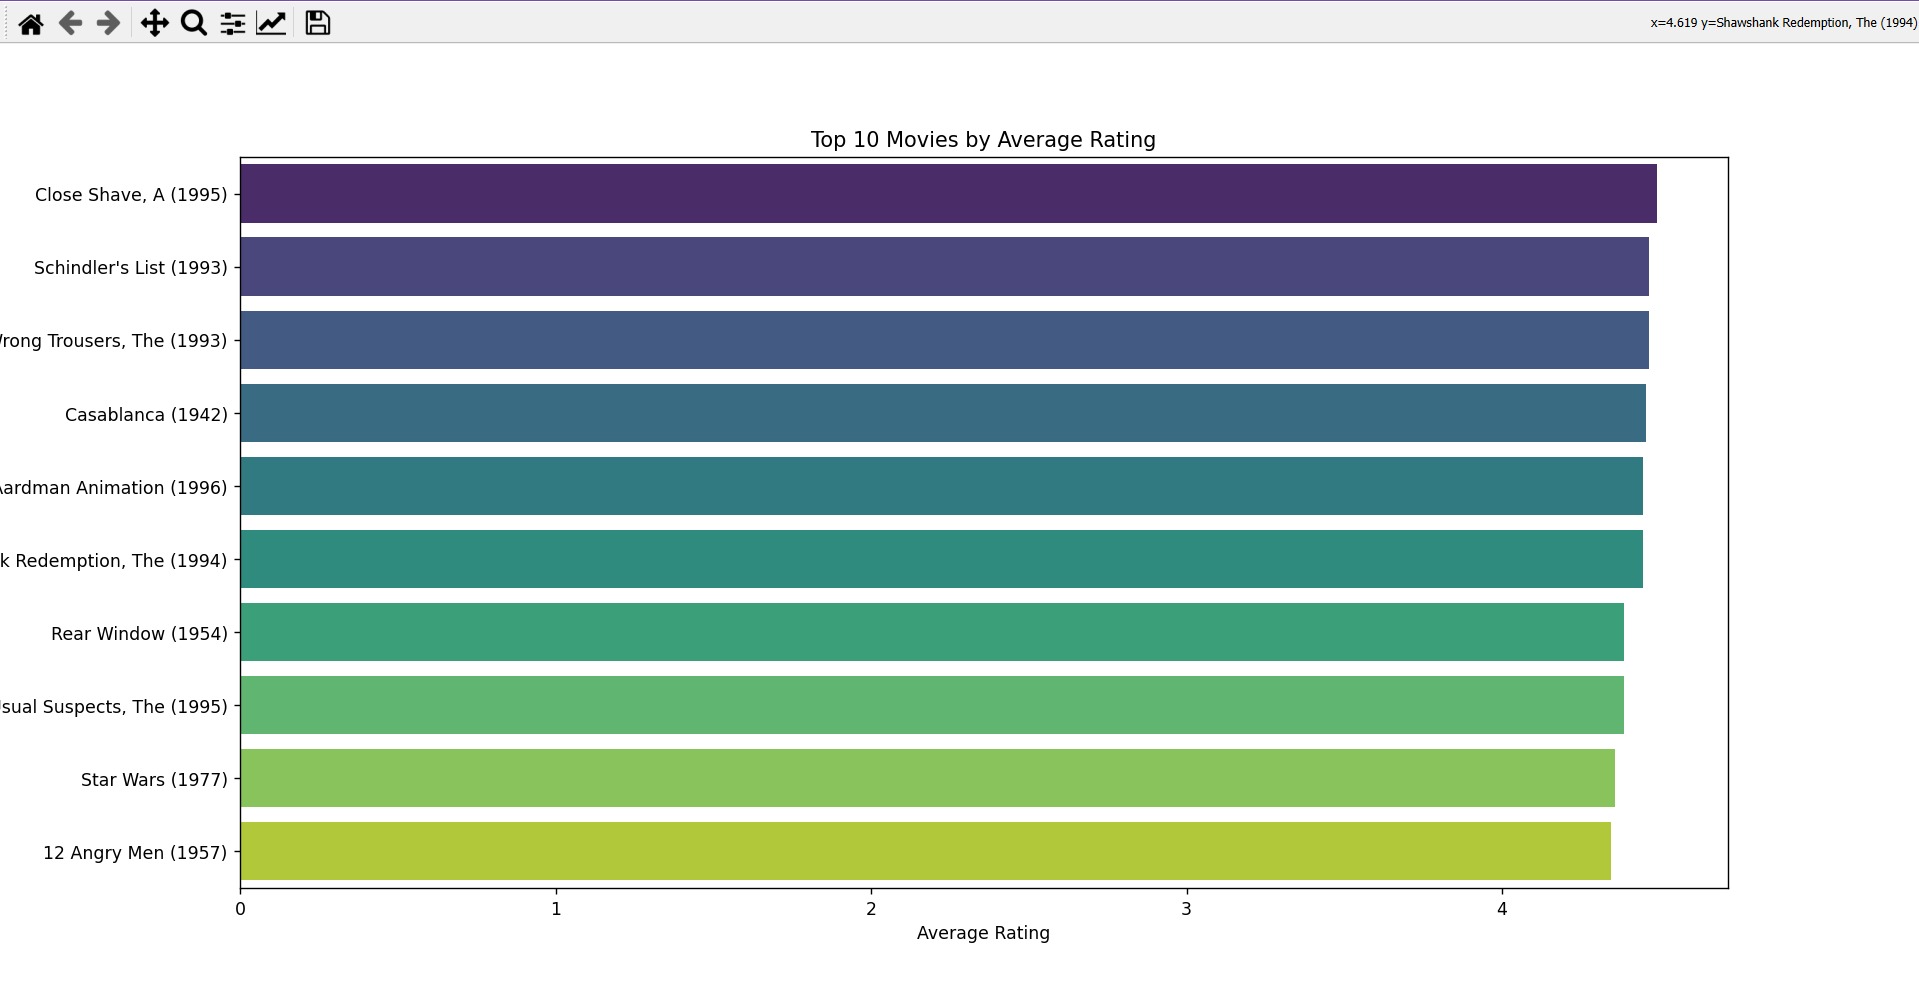 x=4.619 y=Shawshank Redemption, The (1994)
Top 10 Movies by Average Rating
Close Shave, A (1995)
Schindler's List (1993)
rong Trousers, The (1993)
Casablanca (1942)
Aardman Animation (1996)
k Redemption, The (1994)
Rear Window (1954)
sual Suspects, The (1995)
Star Wars (1977)
12 Angry Men (1957)
0 1 2 3 4
Average Rating